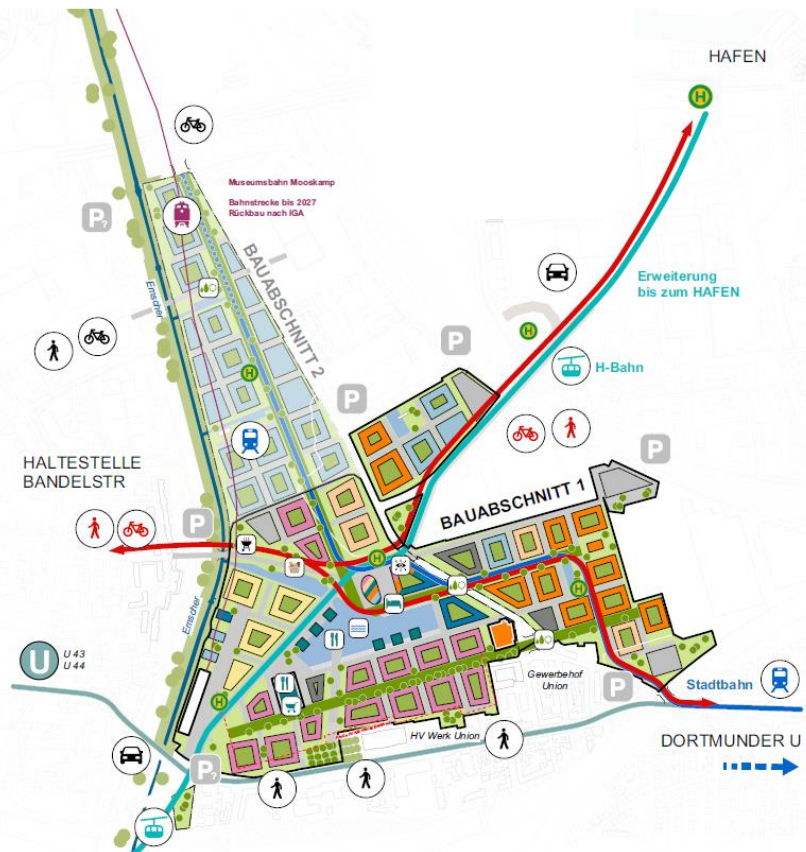 HAFEN
H
Museumsbahn Mooskamp
Bahnstrecke bis 2027
Rückbau nach IGA
P?
BAUABSCHNITT 2
Emscher
Erweiterung
bis zum HAFEN
H
P
H-Bahn
H
P
HALTESTELLE
BANDELSTR
P
P
BAUABSCHNITT 1
H
H
Emscher
U
U 43
U 44
H
Gewerbehof
Union
P
Stadtbahn
HV Werk Union
DORTMUNDER U
P?